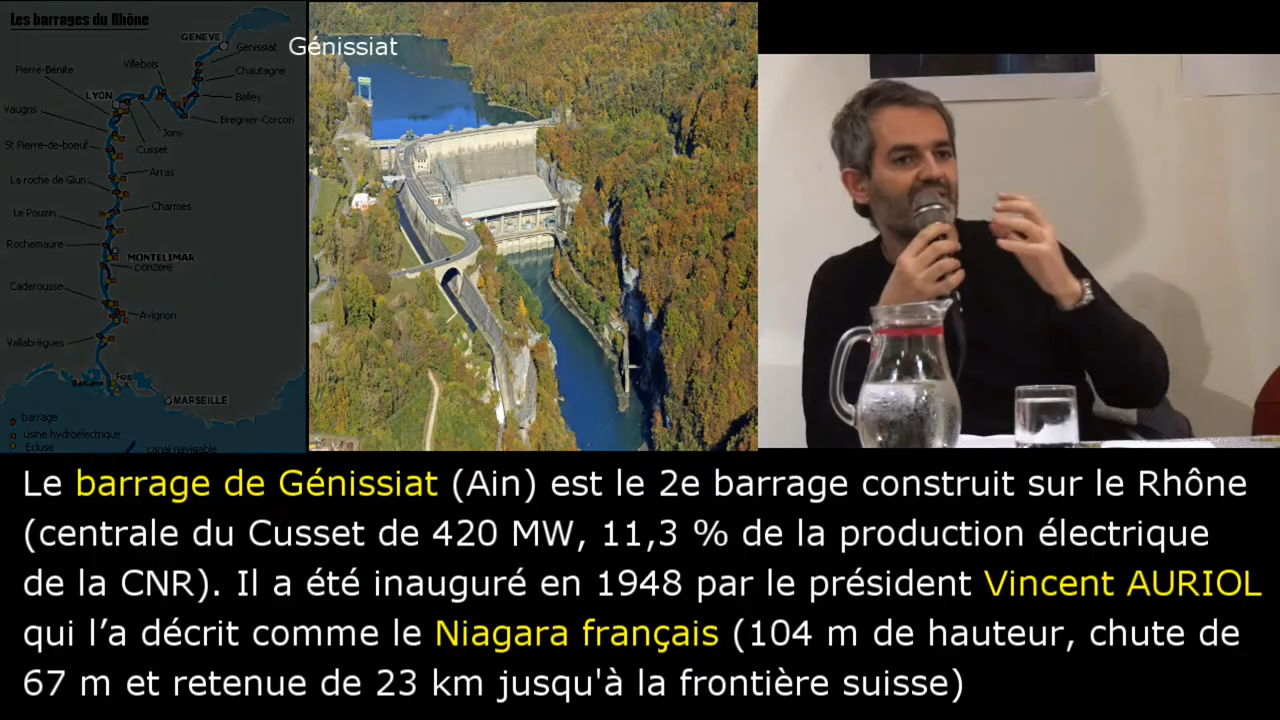 Les barrages du Rhône
GENEVE
Génissiat
Génissiat
Villebois
Chautagne
Pierre-Bénite
LYON
Belley
Vaugris
Bregnier-Corcon
Jons
St Pierre-de-boeuf
Cusset
Arras
La roche de Glun
Charmes
Le Pouzin
Rochemaure
MONTELIMAR
Caderousse
Avignon
Vallabrègues
Fos
MARSEILLE
barrage
usine hydroélectrique
Ecluse
canal navigable
Le barrage de Génissiat (Ain) est le 2e barrage construit sur le Rhône
(centrale du Cusset de 420 MW, 11,3 % de la production électrique
de la CNR). Il a été inauguré en 1948 par le président Vincent AURIOL
qui l’a décrit comme le Niagara français (104 m de hauteur, chute de
67 m et retenue de 23 km jusqu'à la frontière suisse)